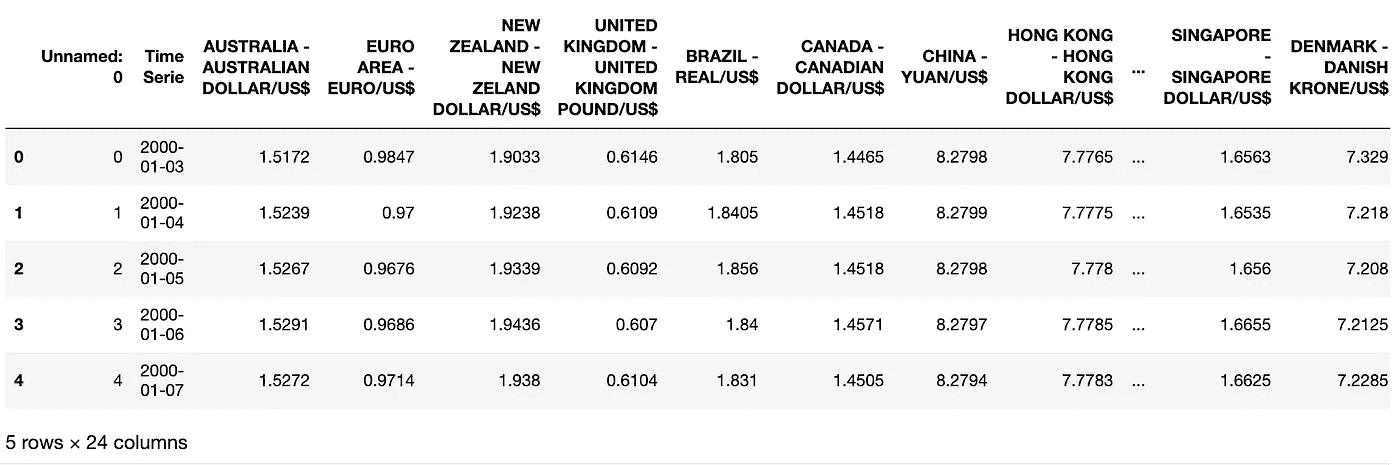 Unnamed: 0 Time Serie AUSTRALIA - AUSTRALIAN DOLLAR/US$ EURO AREA - EURO/US$ NEW ZEALAND - NEW ZELAND DOLLAR/US$ UNITED KINGDOM - UNITED KINGDOM POUND/US$ BRAZIL - REAL/US$ CANADA - CANADIAN DOLLAR/US$ CHINA - YUAN/US$ HONG KONG - HONG KONG DOLLAR/US$ ... SINGAPORE - SINGAPORE DOLLAR/US$ DENMARK - DANISH KRONE/US$
0 0 2000-01-03 1.5172 0.9847 1.9033 0.6146 1.805 1.4465 8.2798 7.7765 ... 1.6563 7.329
1 1 2000-01-04 1.5239 0.97 1.9238 0.6109 1.8405 1.4518 8.2799 7.7775 ... 1.6535 7.218
2 2 2000-01-05 1.5267 0.9676 1.9339 0.6092 1.856 1.4518 8.2798 7.778 ... 1.656 7.208
3 3 2000-01-06 1.5291 0.9686 1.9436 0.607 1.84 1.4571 8.2797 7.7785 ... 1.6655 7.2125
4 4 2000-01-07 1.5272 0.9714 1.938 0.6104 1.831 1.4505 8.2794 7.7783 ... 1.6625 7.2285
5 rows × 24 columns